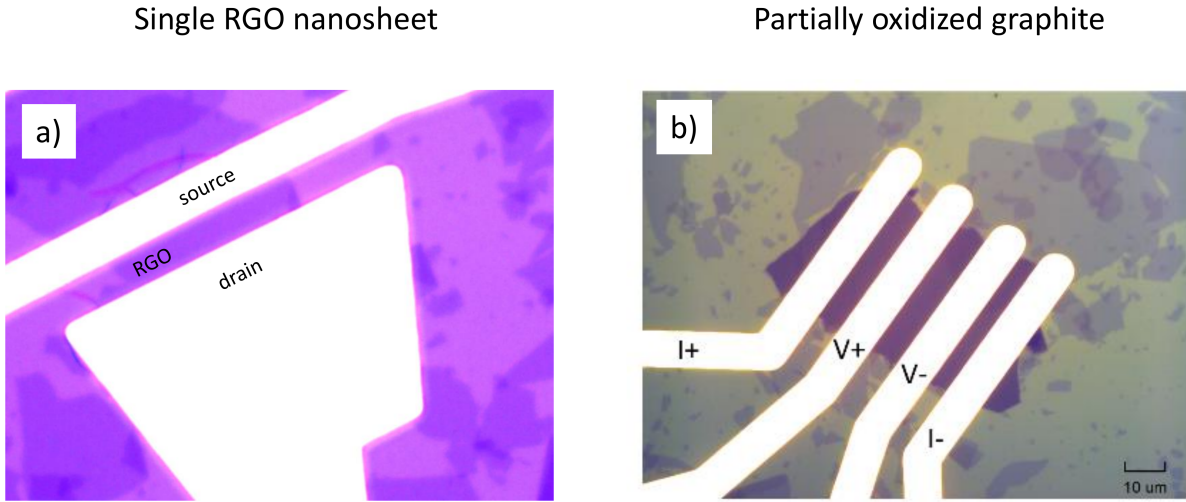 Single RGO nanosheet
Partially oxidized graphite
a)
source
RGO
drain
b)
I+
V+
V-
I-
10 um